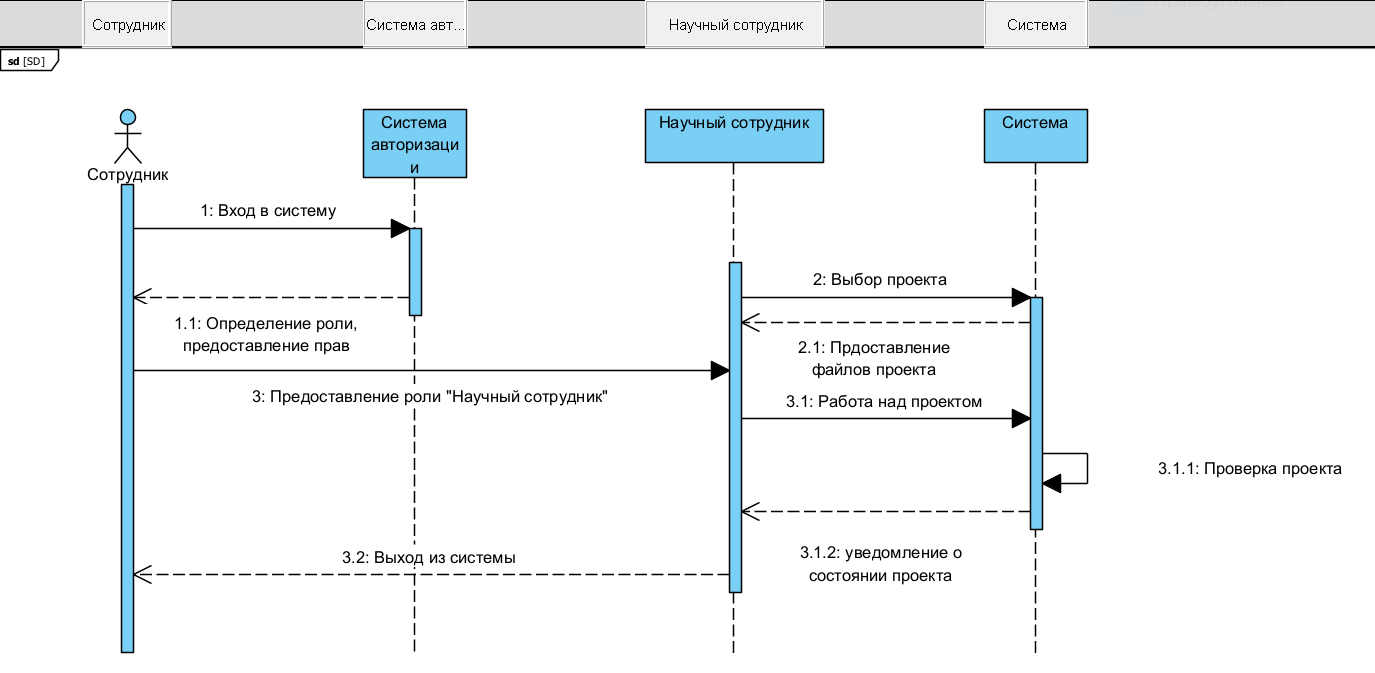 Сотрудник
Система авт...
Научный сотрудник
Система
sd [SD]
Сотрудник
Система
авторизаци
и
Научный сотрудник
Система
1: Вход в систему
2: Выбор проекта
1.1: Определение роли,
предоставление прав
2.1: Прдоставление
файлов проекта
3: Предоставление роли "Научный сотрудник"
3.1: Работа над проектом
3.1.1: Проверка проекта
3.1.2: уведомление о
состоянии проекта
3.2: Выход из системы